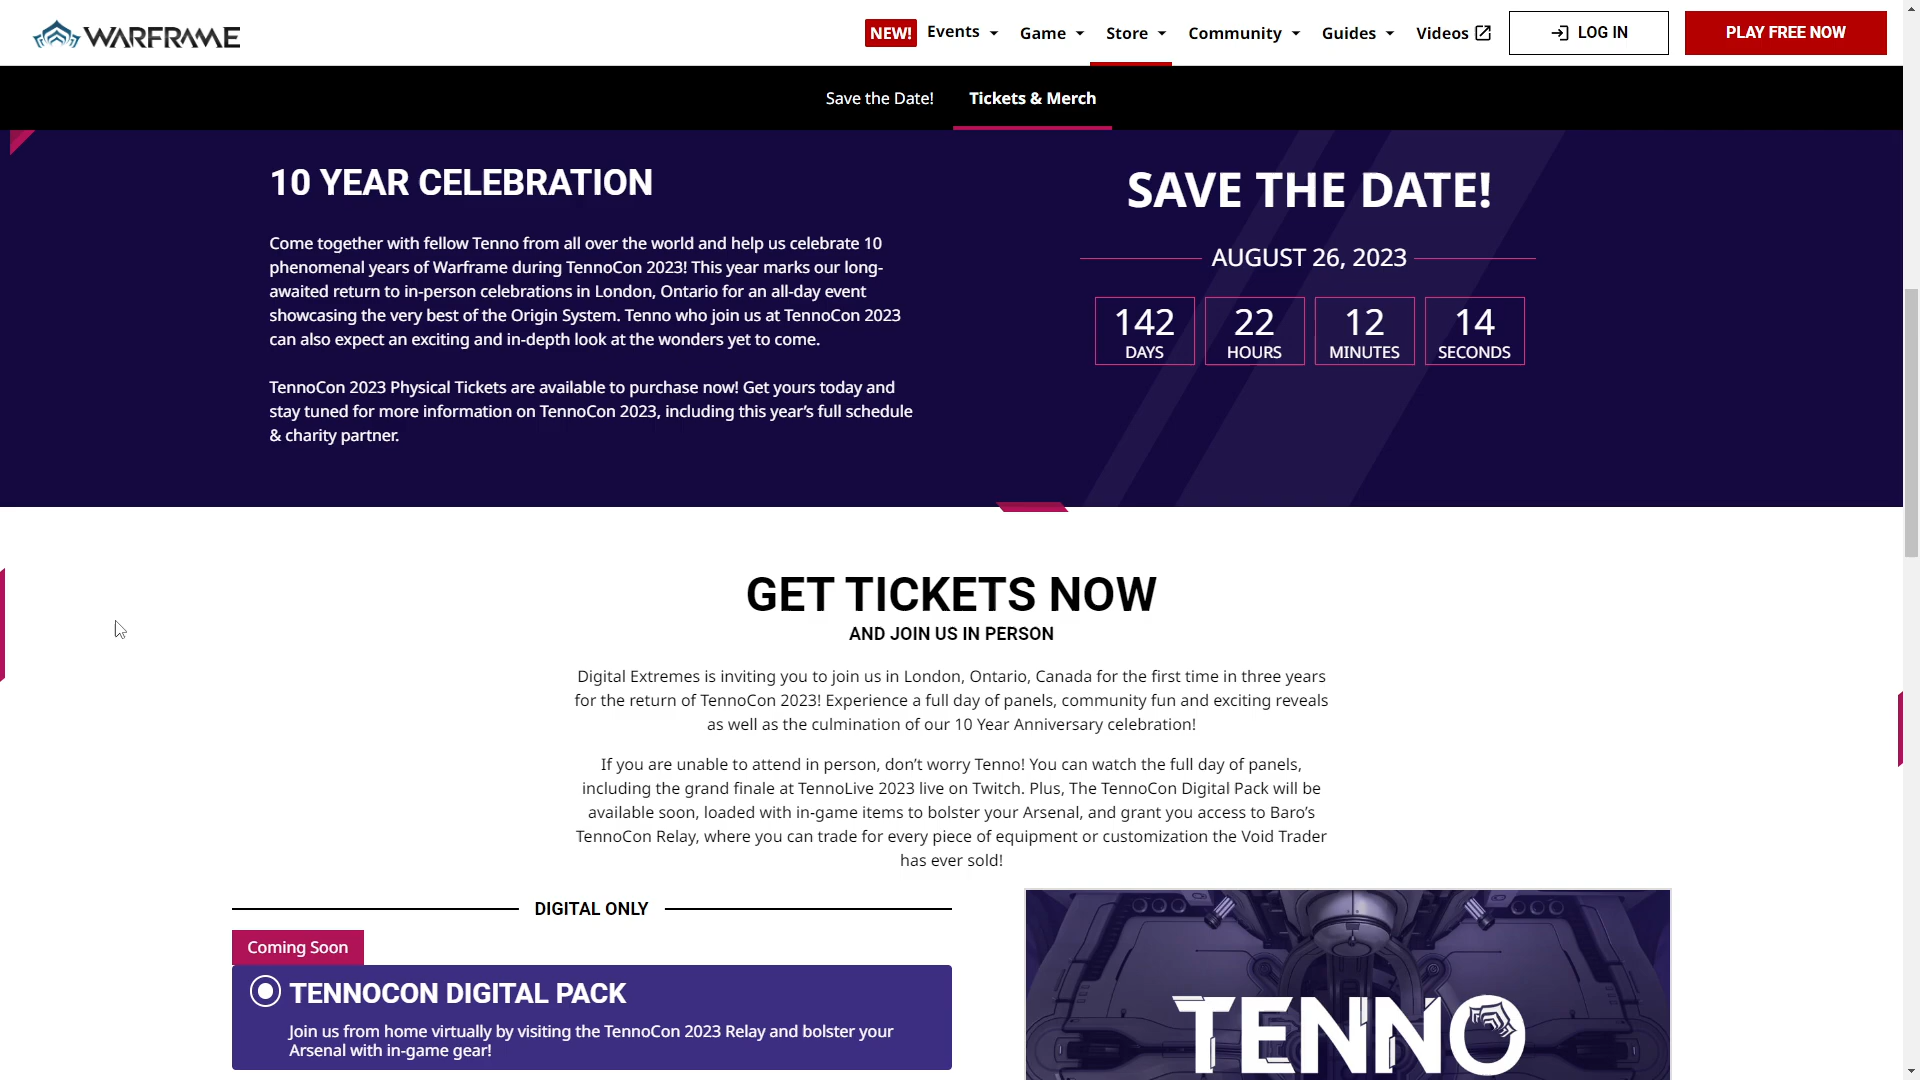 WARFRAME
NEW! Events Game Store Community Guides Videos LOG IN PLAY FREE NOW
Save the Date! Tickets & Merch
10 YEAR CELEBRATION
Come together with fellow Tenno from all over the world and help us celebrate 10
phenomenal years of Warframe during TennoCon 2023! This year marks our long-
awaited return to in-person celebrations in London, Ontario for an all-day event
showcasing the very best of the Origin System. Tenno who join us at TennoCon 2023
can also expect an exciting and in-depth look at the wonders yet to come.
TennoCon 2023 Physical Tickets are available to purchase now! Get yours today and
stay tuned for more information on TennoCon 2023, including this year’s full schedule
& charity partner.
SAVE THE DATE!
AUGUST 26, 2023
142 22 12 14
DAYS HOURS MINUTES SECONDS
GET TICKETS NOW
AND JOIN US IN PERSON
Digital Extremes is inviting you to join us in London, Ontario, Canada for the first time in three years
for the return of TennoCon 2023! Experience a full day of panels, community fun and exciting reveals
as well as the culmination of our 10 Year Anniversary celebration!
If you are unable to attend in person, don’t worry Tenno! You can watch the full day of panels,
including the grand finale at TennoLive 2023 live on Twitch. Plus, The TennoCon Digital Pack will be
available soon, loaded with in-game items to bolster your Arsenal, and grant you access to Baro’s
TennoCon Relay, where you can trade for every piece of equipment or customization the Void Trader
has ever sold!
DIGITAL ONLY
Coming Soon
TENNOCON DIGITAL PACK
Join us from home virtually by visiting the TennoCon 2023 Relay and bolster your
Arsenal with in-game gear!
TENNO